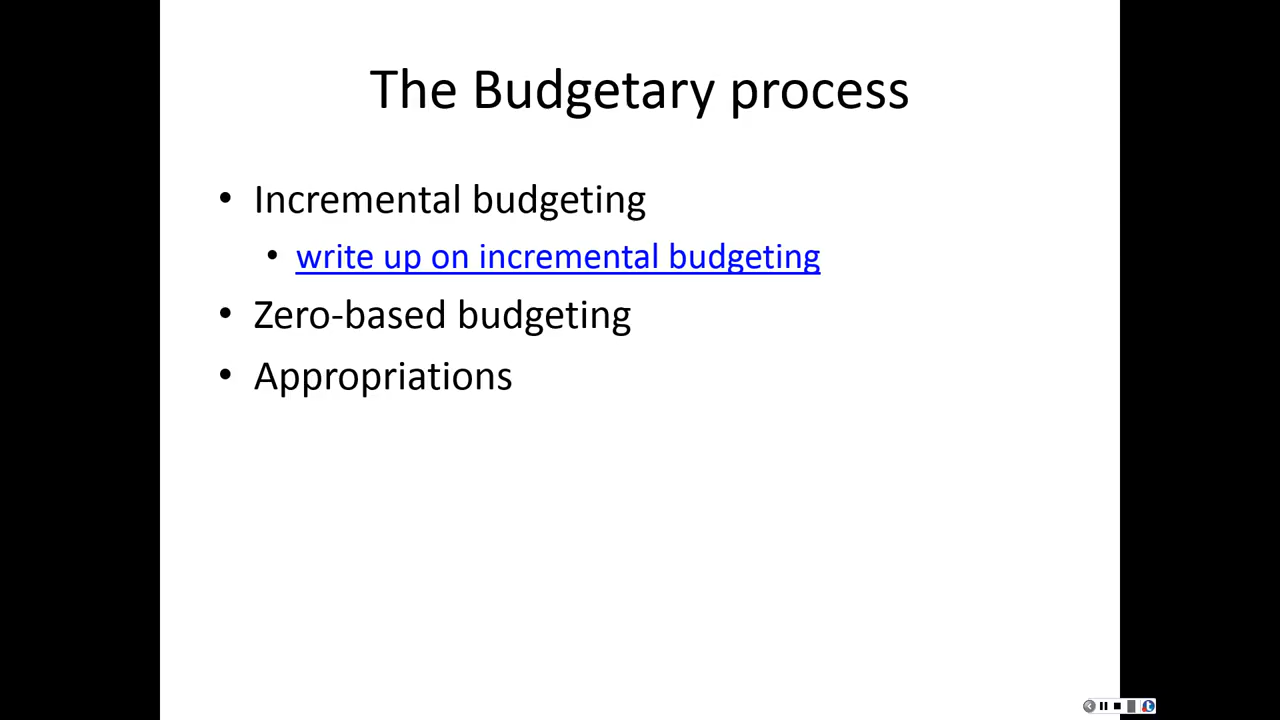 The Budgetary process
• Incremental budgeting
• write up on incremental budgeting
• Zero-based budgeting
• Appropriations